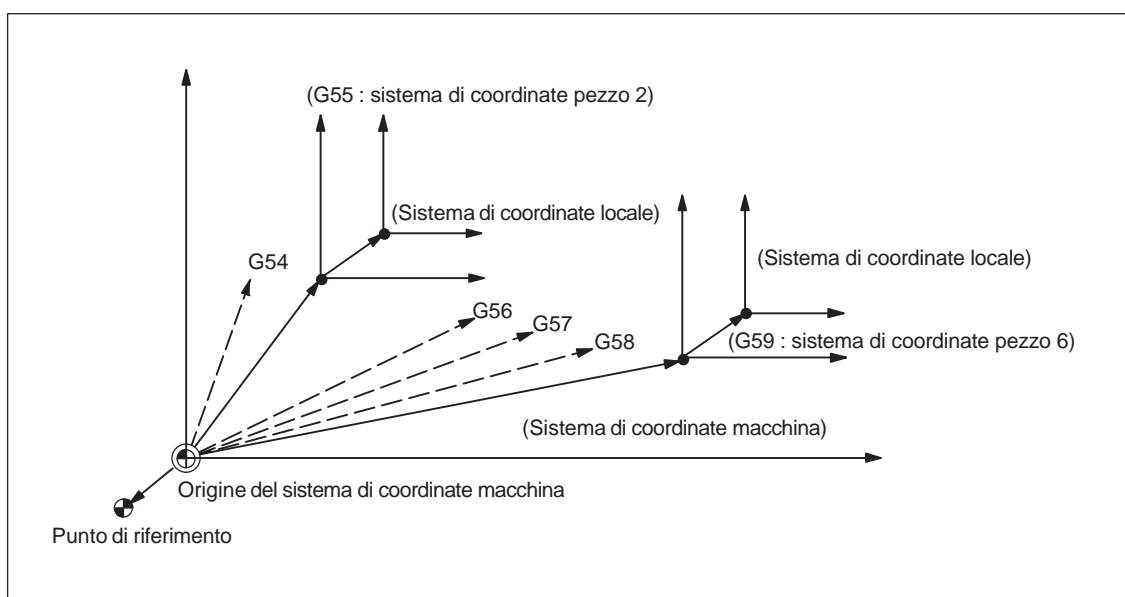 (G55 : sistema di coordinate pezzo 2)
(Sistema di coordinate locale)
G54
(Sistema di coordinate locale)
G56
G57
G58
(G59 : sistema di coordinate pezzo 6)
(Sistema di coordinate macchina)
Origine del sistema di coordinate macchina
Punto di riferimento